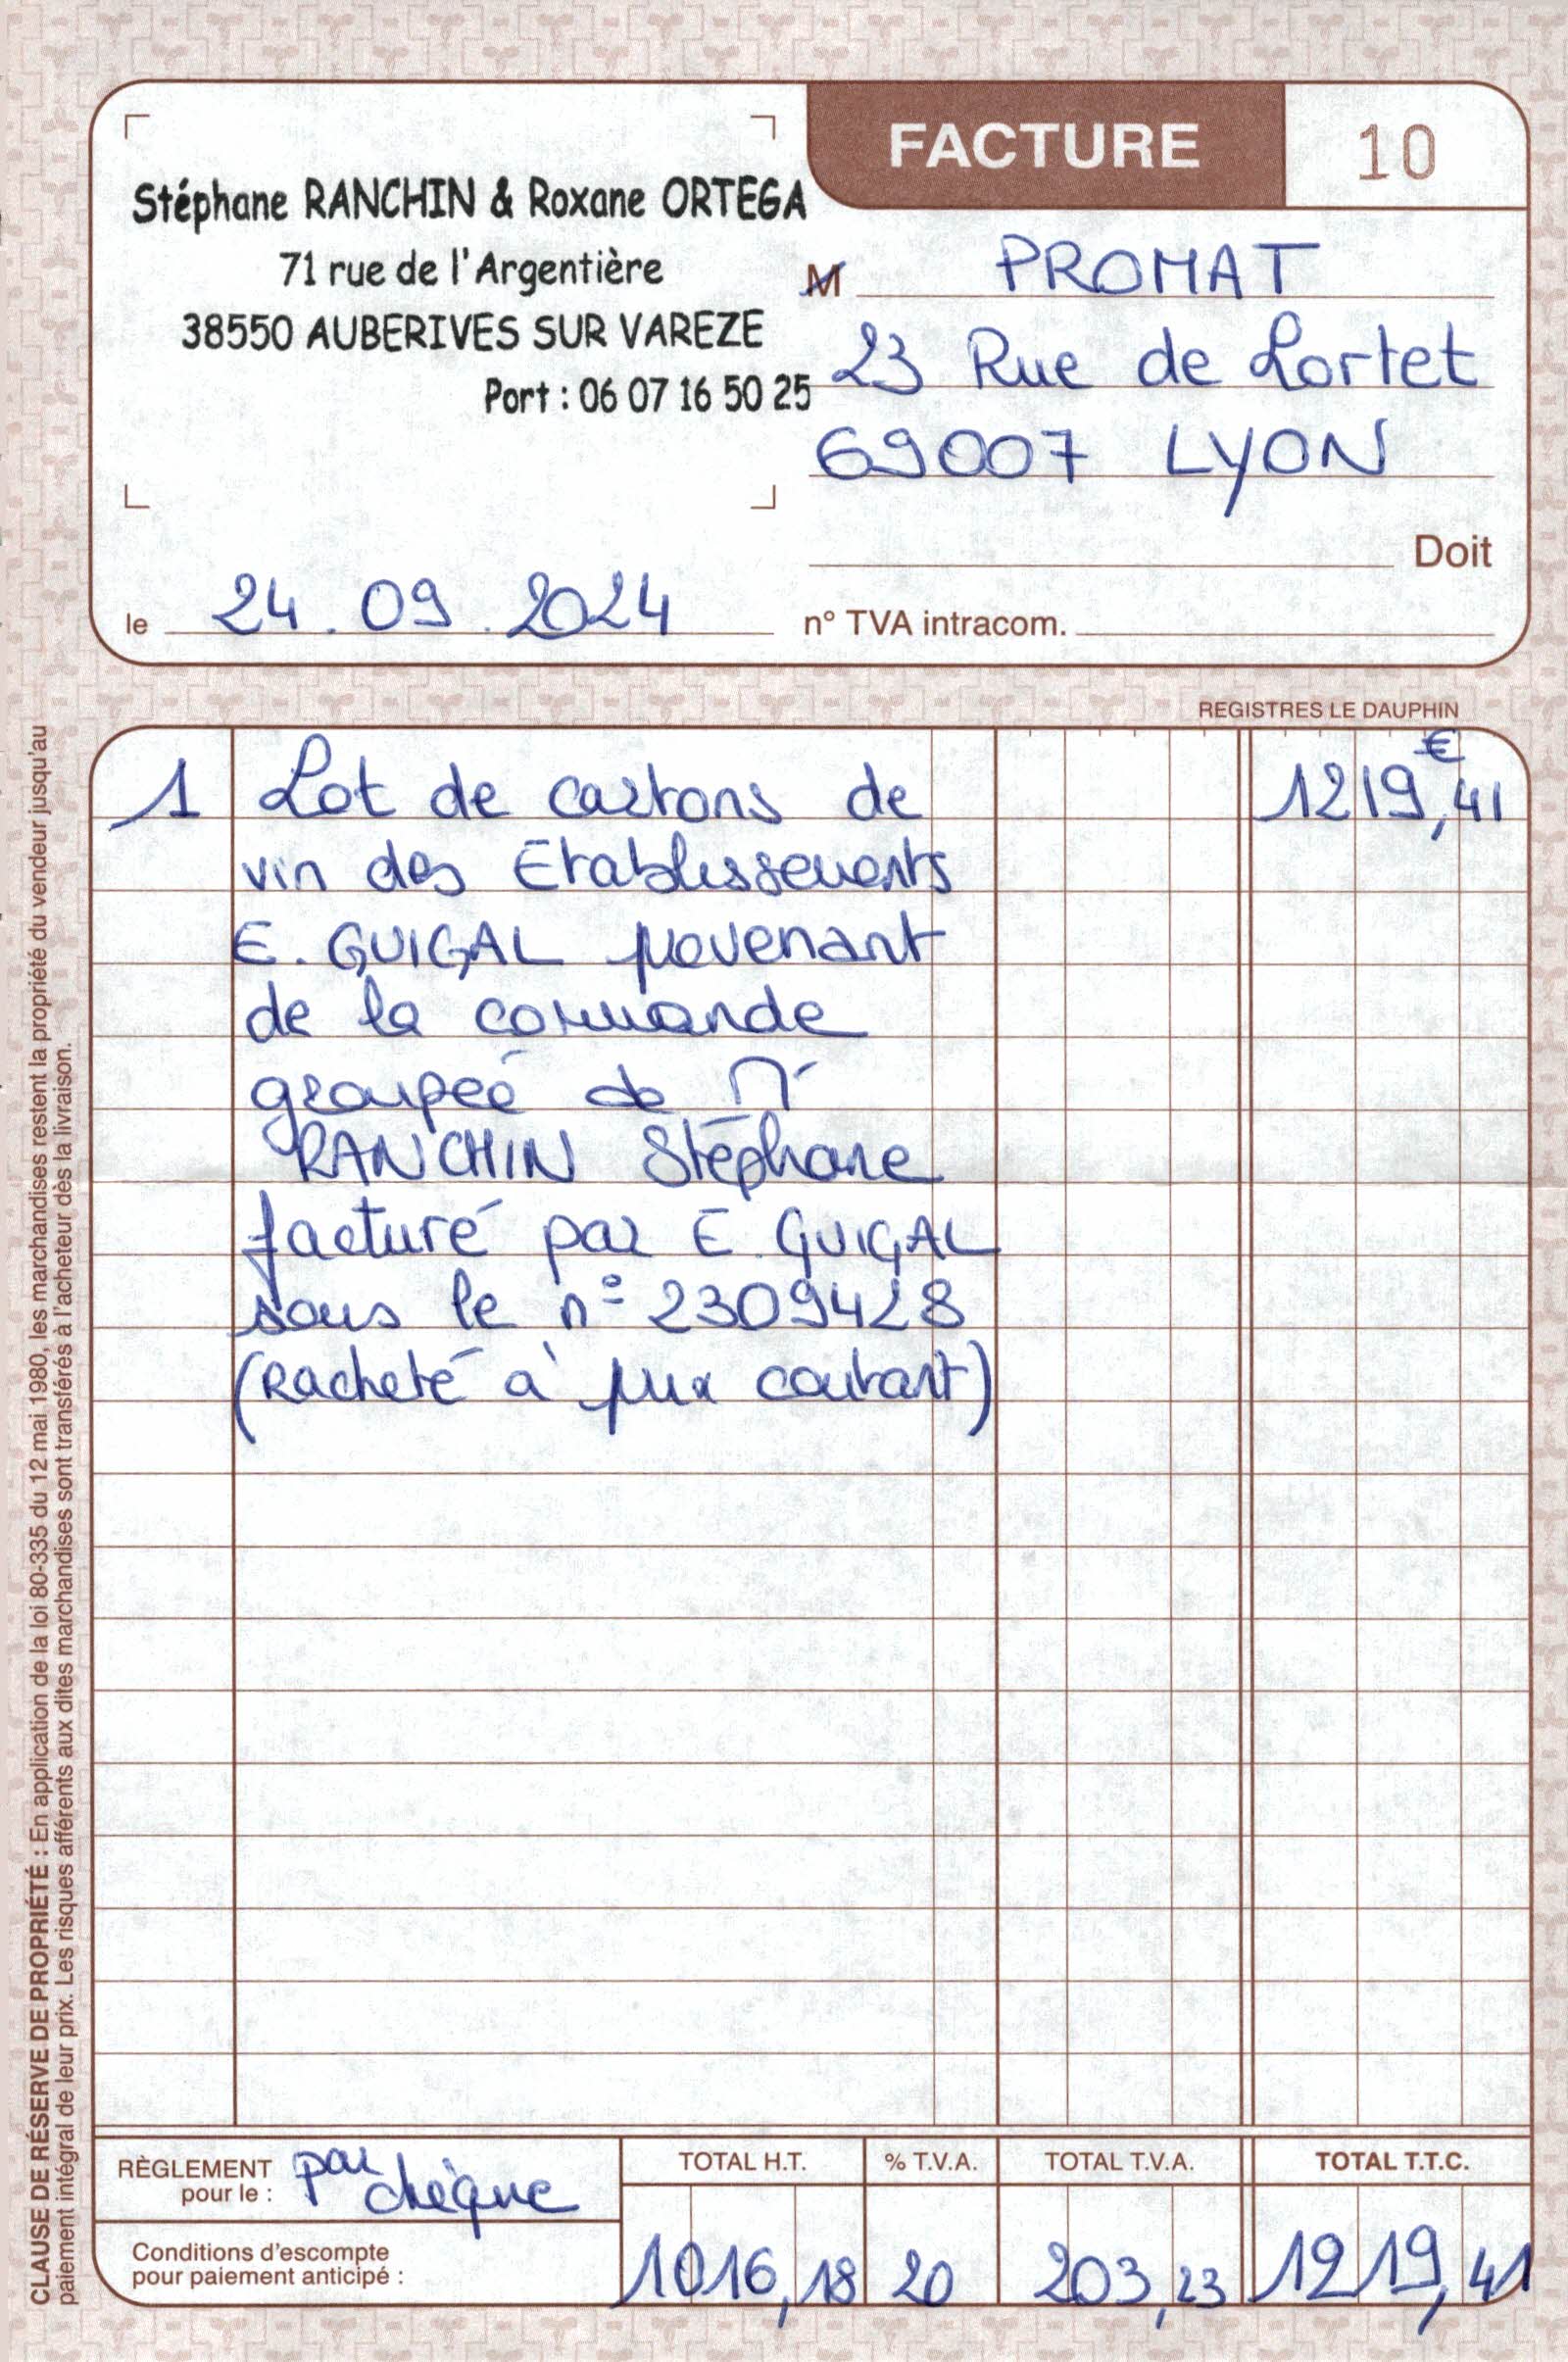 FACTURE 10
Stéphane RANCHIN & Roxane ORTEGA
71 rue de l'Argentière
38550 AUBERIVES SUR VAREZE
Port : 06 07 16 50 25
M PROMAT
23 Rue de Lortet
69007 LYON
Doit
le 24.09.2024
n° TVA intracom.
REGISTRES LE DAUPHIN
€
1 Lot de cartons de 1219,41
vin des Etablissements
E. GUIGAL provenant
de la commande
groupée de Mr
RANCHIN Stéphane
facturé par E. GUIGAL
sous le n° 2309428
(Racheté à prix coutant)
RÈGLEMENT
pour le :
par
chèque
Conditions d'escompte
pour paiement anticipé :
TOTAL H.T. % T.V.A. TOTAL T.V.A. TOTAL T.T.C.
1016,18 20 203,23 1219,41
CLAUSE DE RÉSERVE DE PROPRIÉTÉ : En application de la loi 80-335 du 12 mai 1980, les marchandises restent la propriété du vendeur jusqu'au
paiement intégral de leur prix. Les risques afférents aux dites marchandises sont transférés à l'acheteur dès la livraison.